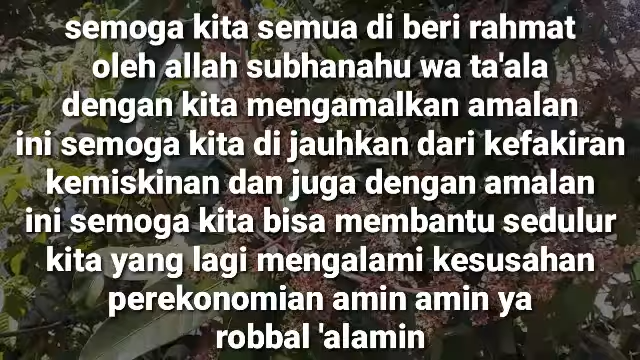 semoga kita semua di beri rahmat
oleh allah subhanahu wa ta'ala
dengan kita mengamalkan amalan
ini semoga kita di jauhkan dari kefakiran
kemiskinan dan juga dengan amalan
ini semoga kita bisa membantu sedulur
kita yang lagi mengalami kesusahan
perekonomian amin amin ya
robbal 'alamin